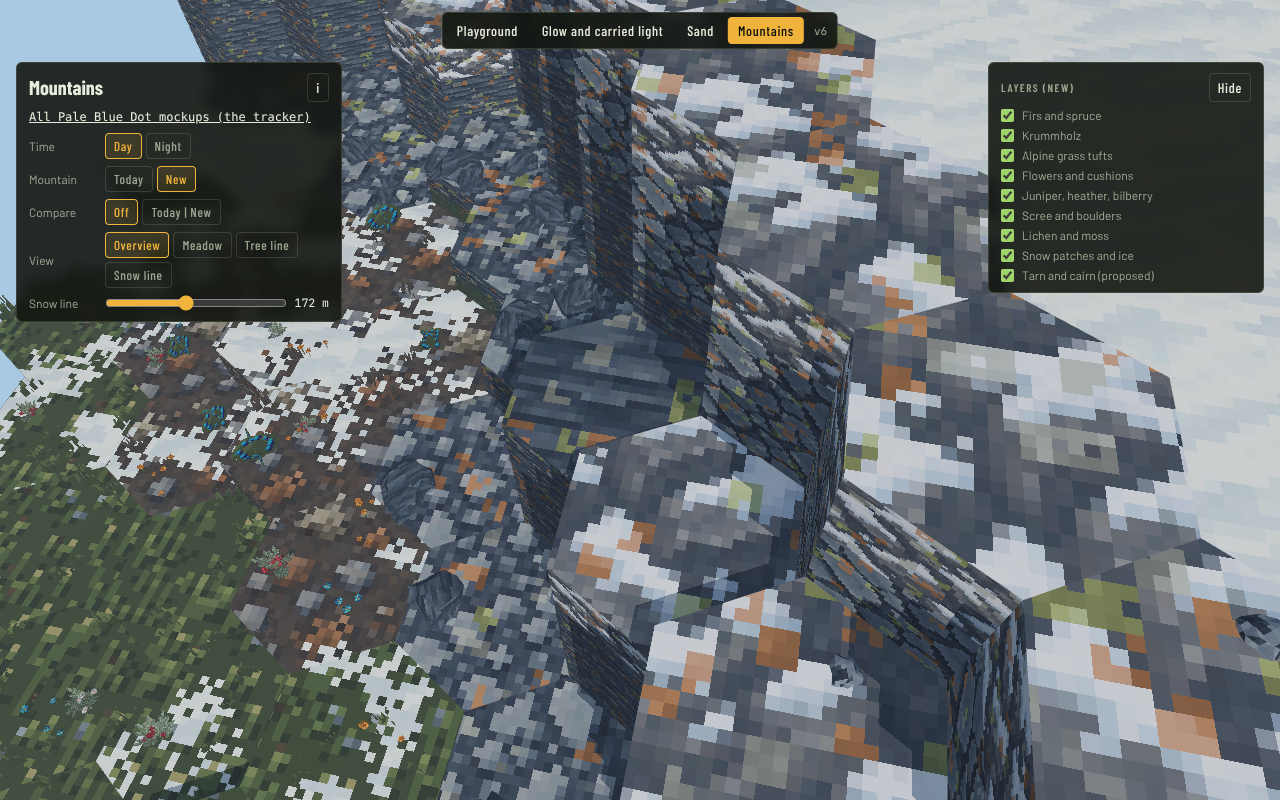 Playground Glow and carried light Sand Mountains v6
Mountains i
All Pale Blue Dot mockups (the tracker)
Time Day Night
Mountain Today New
Compare Off Today | New
View Overview Meadow Tree line
Snow line
Snow line 172 m
LAYERS (NEW) Hide
Firs and spruce
Krummholz
Alpine grass tufts
Flowers and cushions
Juniper, heather, bilberry
Scree and boulders
Lichen and moss
Snow patches and ice
Tarn and cairn (proposed)